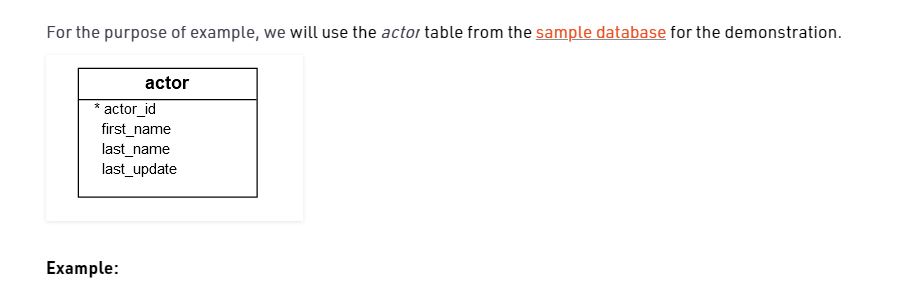 For the purpose of example, we will use the actor table from the sample database for the demonstration.
actor
* actor_id
first_name
last_name
last_update
Example: